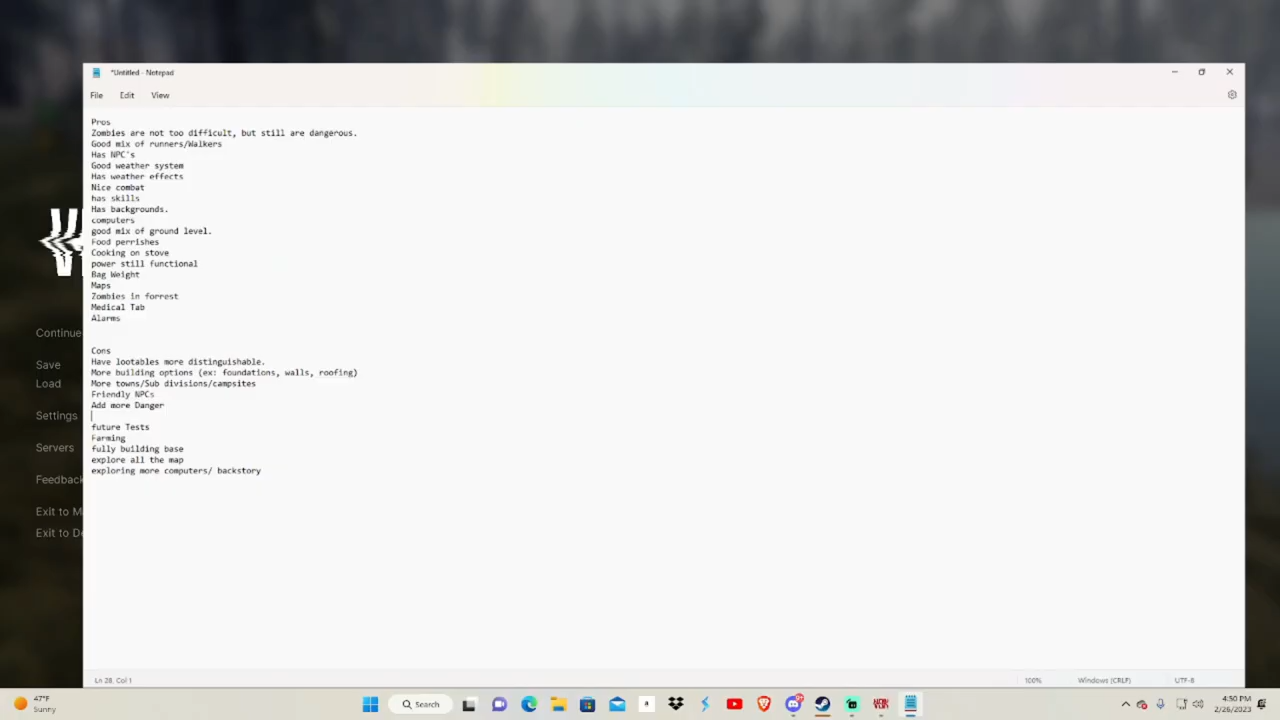 *Untitled - Notepad
File Edit View
Pros
Zombies are not too difficult, but still are dangerous.
Good mix of runners/Walkers
Has NPC's
Good weather system
Has weather effects
Nice combat
has skills
Has backgrounds.
computers
good mix of ground level.
Food perrishes
Cooking on stove
power still functional
Bag Weight
Maps
Zombies in forrest
Medical Tab
Alarms
Cons
Have lootables more distinguishable.
More building options (ex: foundations, walls, roofing)
More towns/Sub divisions/campsites
Friendly NPCs
Add more Danger
future Tests
Farming
fully building base
explore all the map
exploring more computers/ backstory
Continue
Save
Load
Settings
Servers
Feedback
Exit to M
Exit to De
Ln 28, Col 1
100%
Windows (CRLF)
UTF-8
47°F
Sunny
Search
4:50 PM
2/26/2023